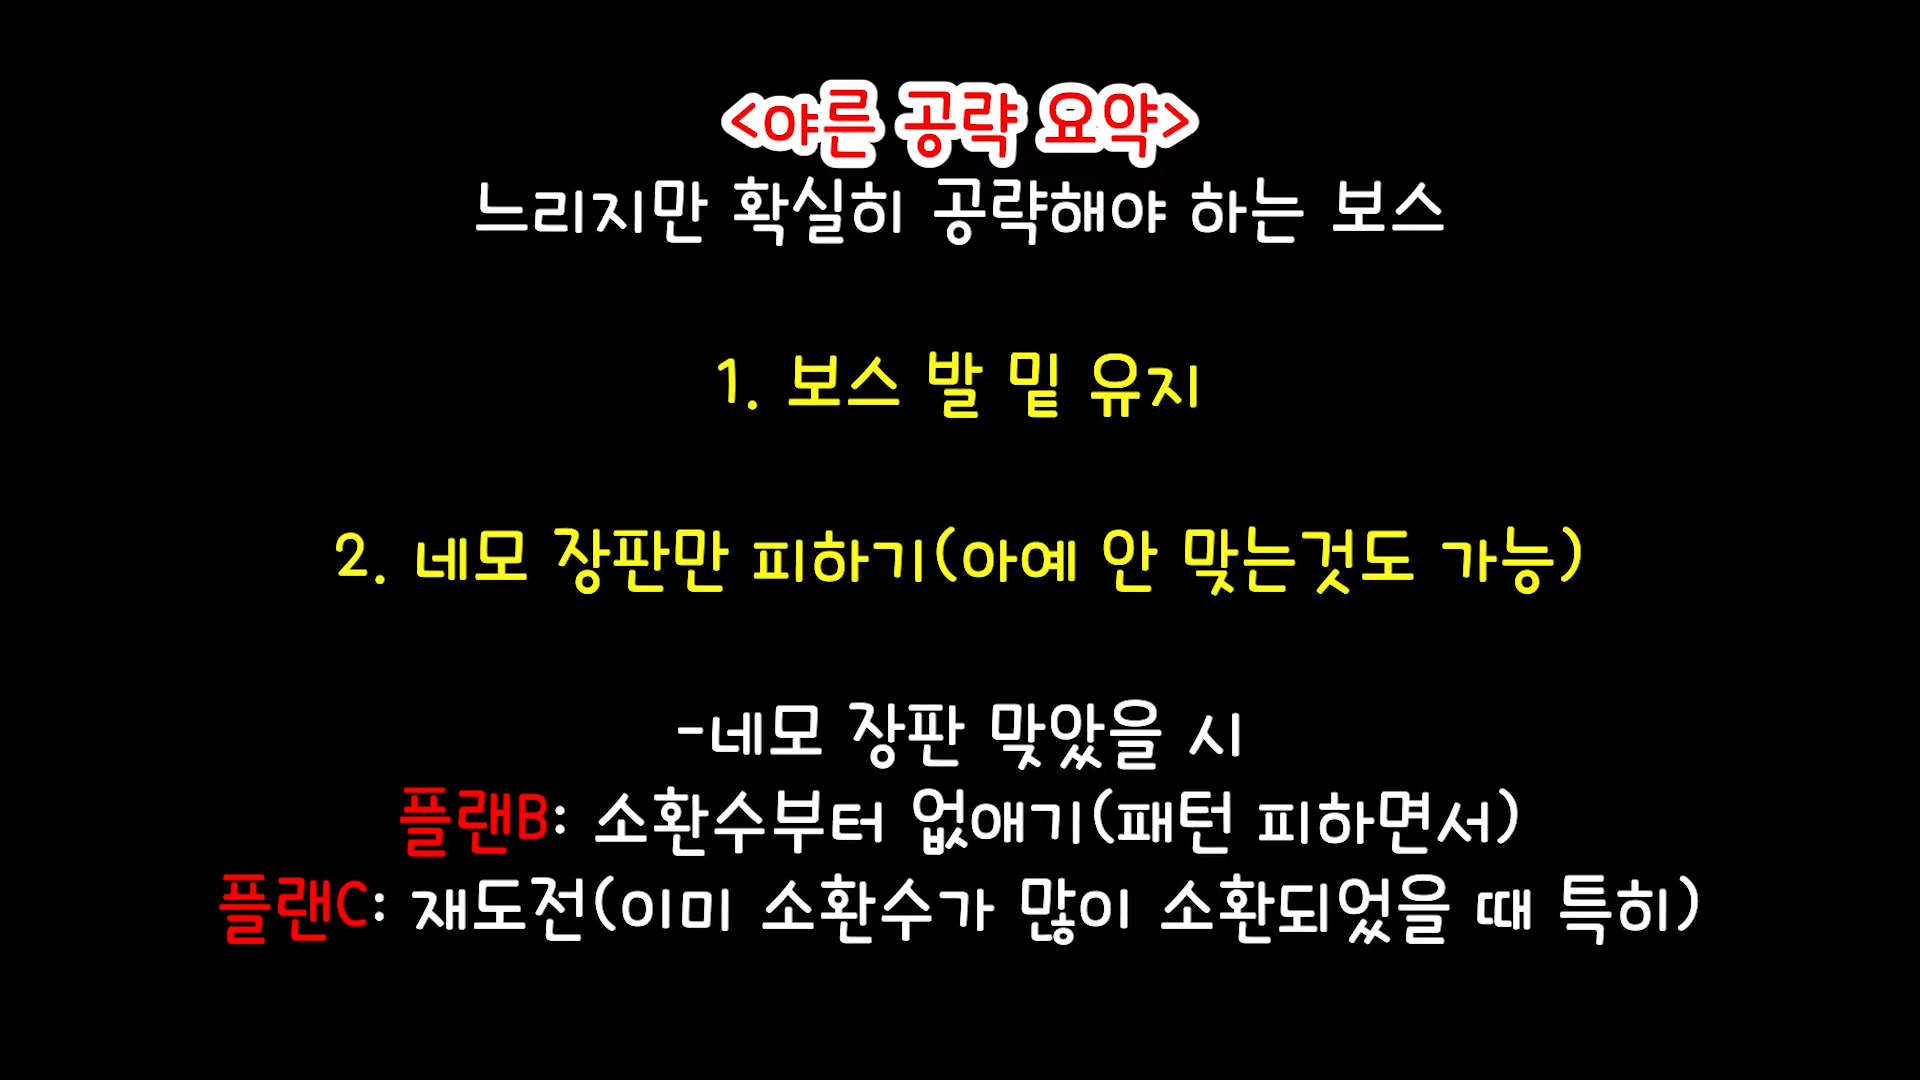 <야른 공략 요약>
느리지만 확실히 공략해야 하는 보스
1. 보스 발 밑 유지
2. 네모 장판만 피하기(아예 안 맞는것도 가능)
-네모 장판 맞았을 시
플랜B: 소환수부터 없애기(패턴 피하면서)
플랜C: 재도전(이미 소환수가 많이 소환되었을 때 특히)